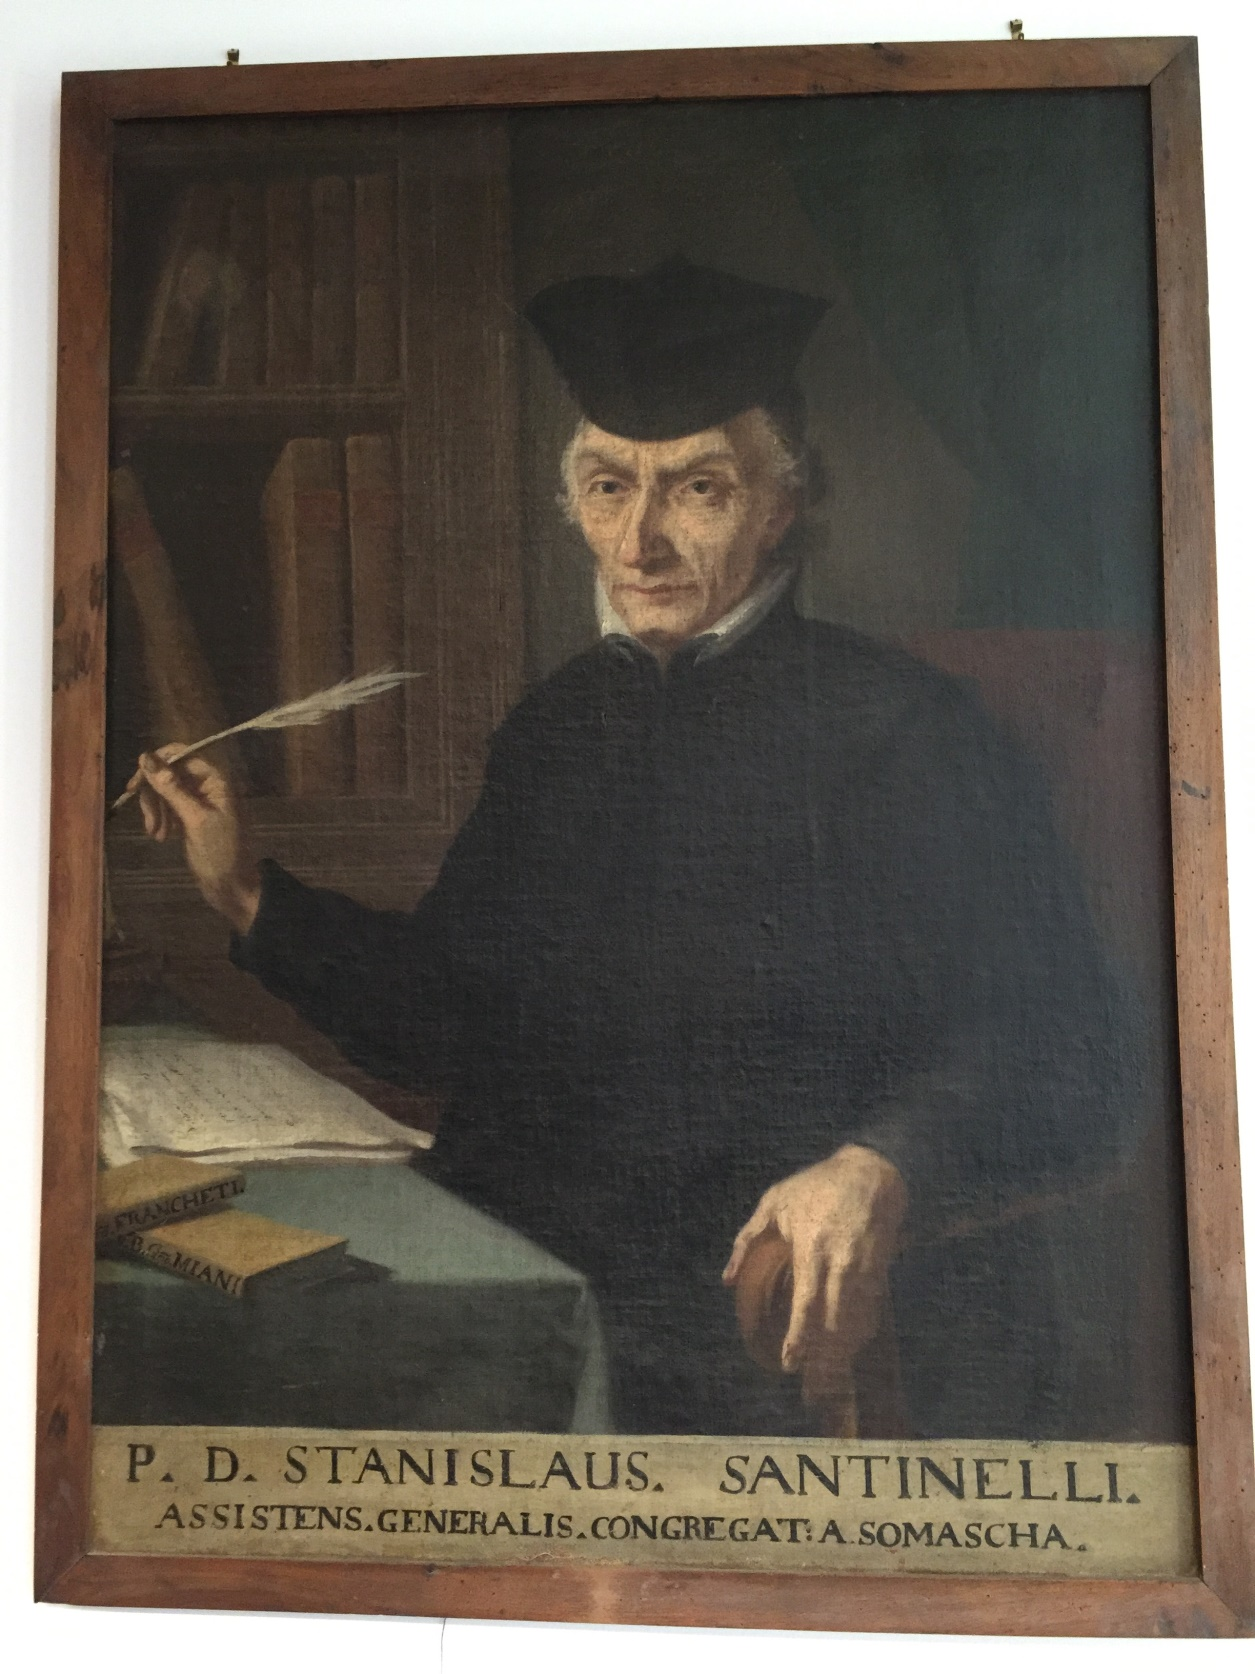 FRANCHETI.
MIANI
P. D. STANISLAUS. SANTINELLI.
ASSISTENS.GENERALIS.CONGREGAT: A.SOMASCHA.